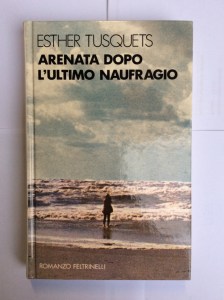 ESTHER TUSQUETS
ARENATA DOPO
L'ULTIMO NAUFRAGIO
ROMANZO FELTRINELLI